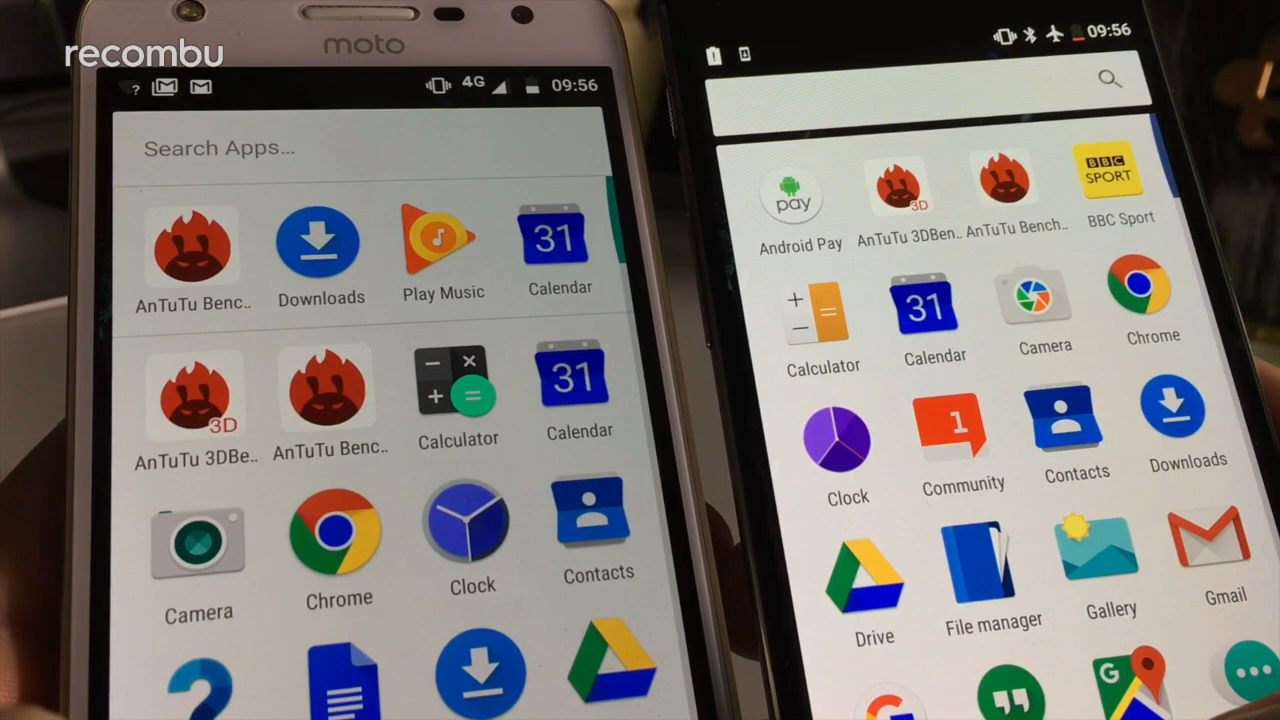 recombu
moto
? 4G 09:56
Search Apps...
AnTuTu Benc.. Downloads Play Music Calendar
31
3D
31
AnTuTu 3DBe.. AnTuTu Benc.. Calculator Calendar
Camera Chrome Clock Contacts
09:56
pay
3D
BBC
SPORT
Android Pay AnTuTu 3DBen.. AnTuTu Bench.. BBC Sport
31
Calculator Calendar Camera Chrome
1
Clock Community Contacts Downloads
Drive File manager Gallery Gmail
G
G